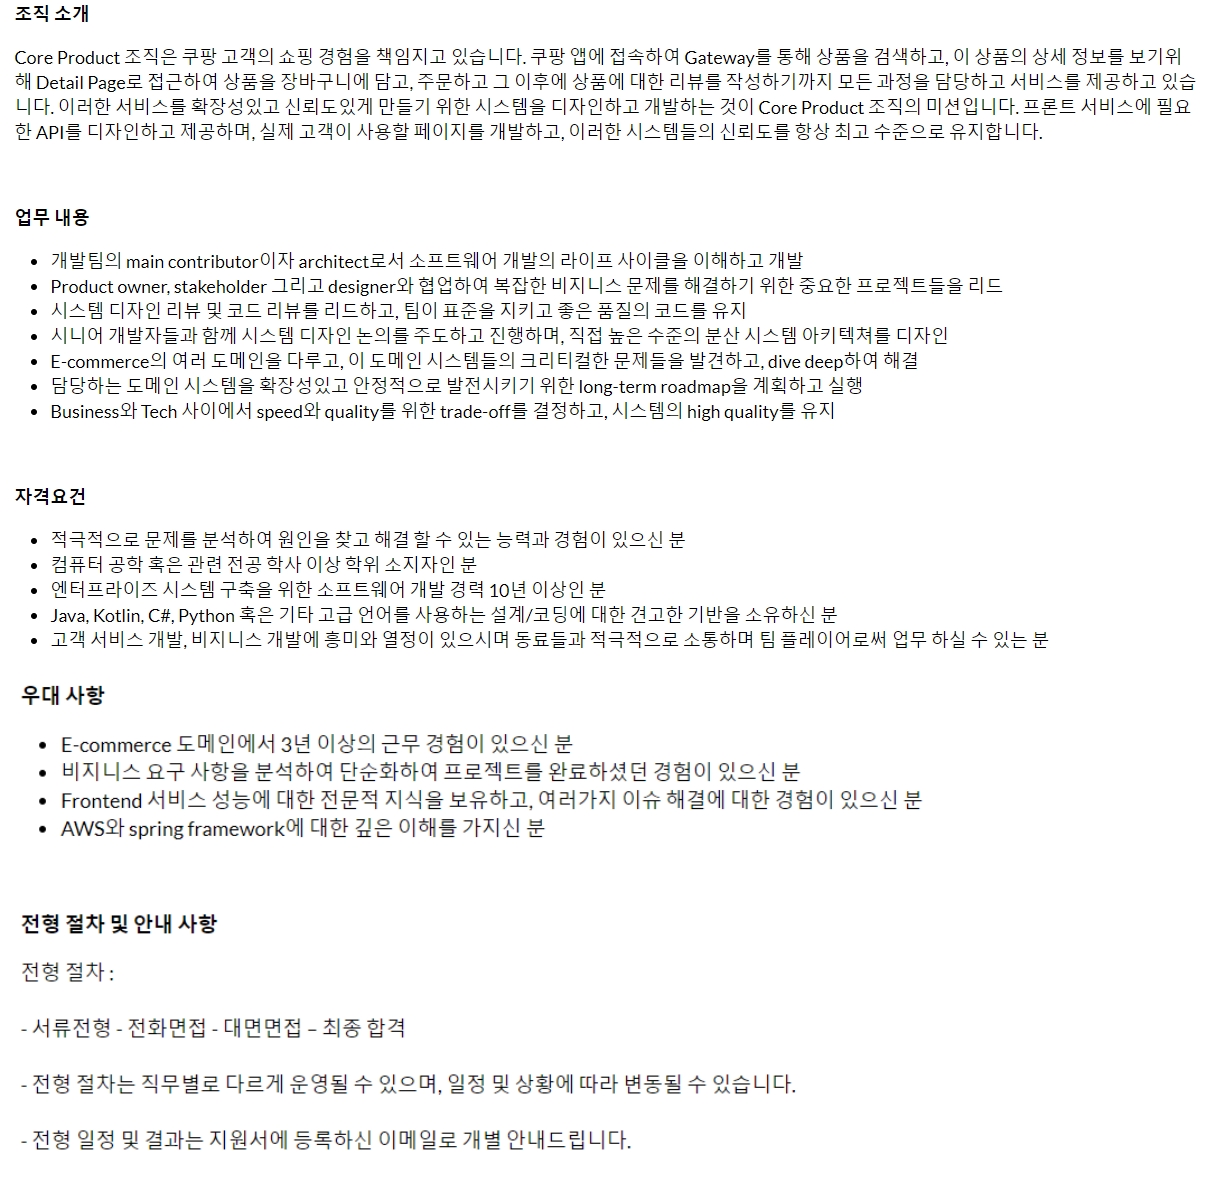 조직 소개
Core Product 조직은 쿠팡 고객의 쇼핑 경험을 책임지고 있습니다. 쿠팡 앱에 접속하여 Gateway를 통해 상품을 검색하고, 이 상품의 상세 정보를 보기위
해 Detail Page로 접근하여 상품을 장바구니에 담고, 주문하고 그 이후에 상품에 대한 리뷰를 작성하기까지 모든 과정을 담당하고 서비스를 제공하고 있습
니다. 이러한 서비스를 확장성있고 신뢰도있게 만들기 위한 시스템을 디자인하고 개발하는 것이 Core Product 조직의 미션입니다. 프론트 서비스에 필요
한 API를 디자인하고 제공하며, 실제 고객이 사용할 페이지를 개발하고, 이러한 시스템들의 신뢰도를 항상 최고 수준으로 유지합니다.
업무 내용
• 개발팀의 main contributor이자 architect로서 소프트웨어 개발의 라이프 사이클을 이해하고 개발
• Product owner, stakeholder 그리고 designer와 협업하여 복잡한 비지니스 문제를 해결하기 위한 중요한 프로젝트들을 리드
• 시스템 디자인 리뷰 및 코드 리뷰를 리드하고, 팀이 표준을 지키고 좋은 품질의 코드를 유지
• 시니어 개발자들과 함께 시스템 디자인 논의를 주도하고 진행하며, 직접 높은 수준의 분산 시스템 아키텍쳐를 디자인
• E-commerce의 여러 도메인을 다루고, 이 도메인 시스템들의 크리티컬한 문제들을 발견하고, dive deep하여 해결
• 담당하는 도메인 시스템을 확장성있고 안정적으로 발전시키기 위한 long-term roadmap을 계획하고 실행
• Business와 Tech 사이에서 speed와 quality를 위한 trade-off를 결정하고, 시스템의 high quality를 유지
자격요건
• 적극적으로 문제를 분석하여 원인을 찾고 해결 할 수 있는 능력과 경험이 있으신 분
• 컴퓨터 공학 혹은 관련 전공 학사 이상 학위 소지자인 분
• 엔터프라이즈 시스템 구축을 위한 소프트웨어 개발 경력 10년 이상인 분
• Java, Kotlin, C#, Python 혹은 기타 고급 언어를 사용하는 설계/코딩에 대한 견고한 기반을 소유하신 분
• 고객 서비스 개발, 비지니스 개발에 흥미와 열정이 있으시며 동료들과 적극적으로 소통하며 팀 플레이어로써 업무 하실 수 있는 분
우대 사항
• E-commerce 도메인에서 3년 이상의 근무 경험이 있으신 분
• 비지니스 요구 사항을 분석하여 단순화하여 프로젝트를 완료하셨던 경험이 있으신 분
• Frontend 서비스 성능에 대한 전문적 지식을 보유하고, 여러가지 이슈 해결에 대한 경험이 있으신 분
• AWS와 spring framework에 대한 깊은 이해를 가지신 분
전형 절차 및 안내 사항
전형 절차 :
- 서류전형 - 전화면접 - 대면면접 – 최종 합격
- 전형 절차는 직무별로 다르게 운영될 수 있으며, 일정 및 상황에 따라 변동될 수 있습니다.
- 전형 일정 및 결과는 지원서에 등록하신 이메일로 개별 안내드립니다.